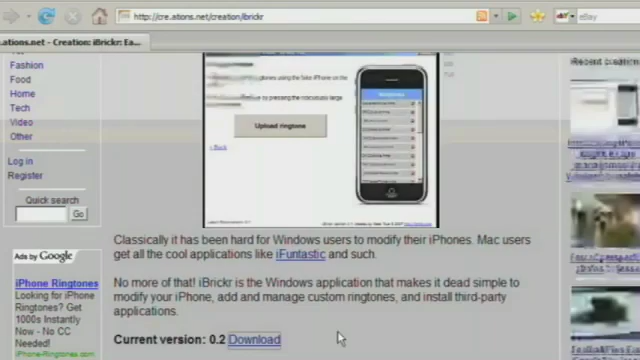 http://cre.ations.net/creation/ibrickr
eBay
.ations.net - Creation: iBrickr: Ea...
Fashion
Food
Home
Tech
Video
Other
Log in
Register
Quick search
Go
Ads by Google
iPhone Ringtones
Looking for iPhone
Ringtones? Get
1000s Instantly
Now - No CC
Needed!
iPhone-Ringtones.com
Upload ringtone
< Back
Classically it has been hard for Windows users to modify their iPhones. Mac users
get all the cool applications like iFuntastic and such.
No more of that! iBrickr is the Windows application that makes it dead simple to
modify your iPhone, add and manage custom ringtones, and install third-party
applications.
Current version: 0.2 Download